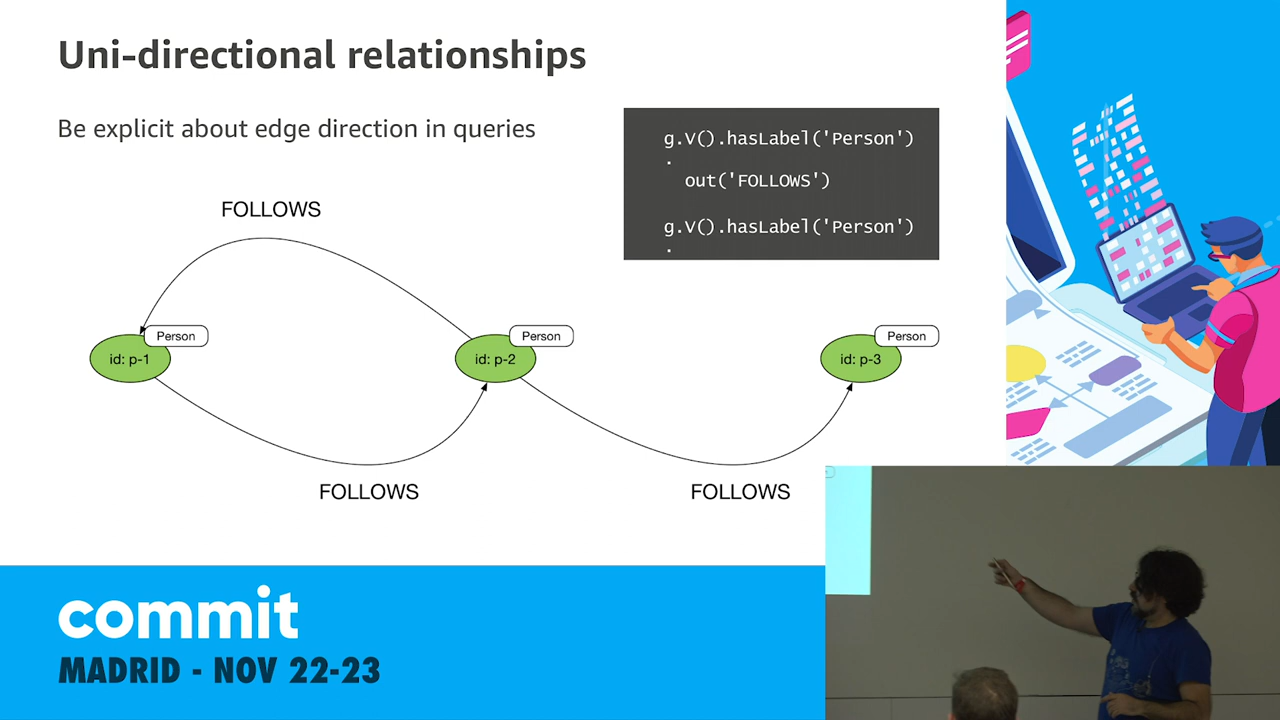 Uni-directional relationships
Be explicit about edge direction in queries
g.V().hasLabel('Person')
.
out('FOLLOWS')
g.V().hasLabel('Person')
.
FOLLOWS
Person
id: p-1
Person
id: p-2
Person
id: p-3
FOLLOWS
FOLLOWS
commit
MADRID - NOV 22-23